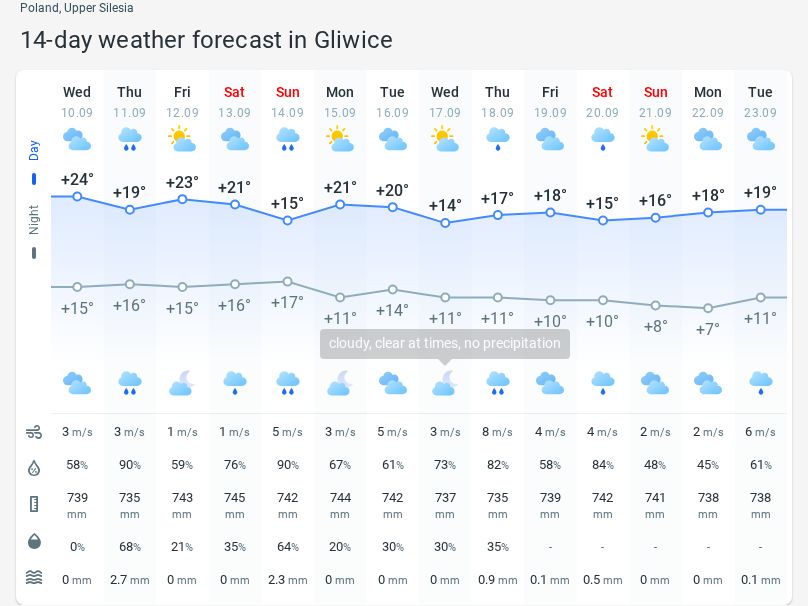 Poland, Upper Silesia
14-day weather forecast in Gliwice
Wed Thu Fri Sat Sun Mon Tue Wed Thu Fri Sat Sun Mon Tue
10.09 11.09 12.09 13.09 14.09 15.09 16.09 17.09 18.09 19.09 20.09 21.09 22.09 23.09
Day
+24° +19° +23° +21° +15° +21° +20° +14° +17° +18° +15° +16° +18° +19°
Night
+15° +16° +15° +16° +17° +11° +14° +11° +11° +10° +10° +8° +7° +11°
cloudy, clear at times, no precipitation
3 m/s 3 m/s 1 m/s 1 m/s 5 m/s 3 m/s 5 m/s 3 m/s 8 m/s 4 m/s 4 m/s 2 m/s 2 m/s 6 m/s
58% 90% 59% 76% 90% 67% 61% 73% 82% 58% 84% 48% 45% 61%
739 735 743 745 742 744 742 737 735 739 742 741 738 738
mm mm mm mm mm mm mm mm mm mm mm mm mm mm
0% 68% 21% 35% 64% 20% 30% 30% 35% - - - - -
0 mm 2.7 mm 0 mm 0 mm 2.3 mm 0 mm 0 mm 0 mm 0.9 mm 0.1 mm 0.5 mm 0 mm 0 mm 0.1 mm